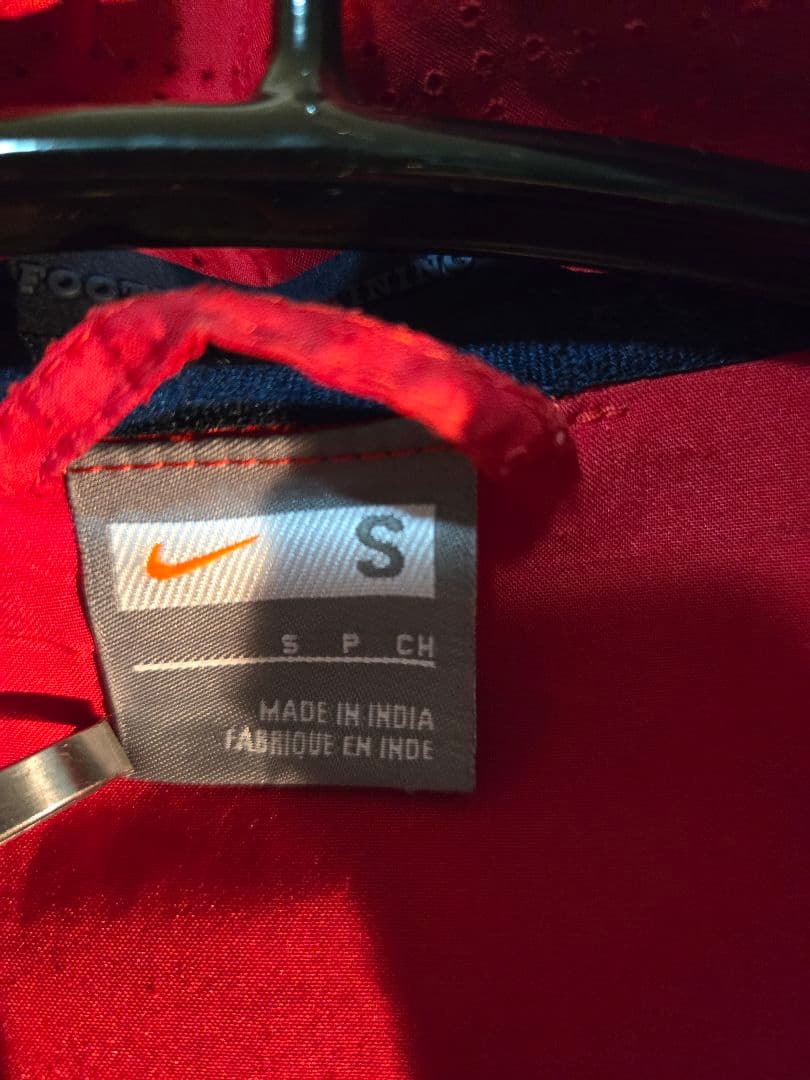 S
S P CH
MADE IN INDIA
FABRIQUE EN INDE